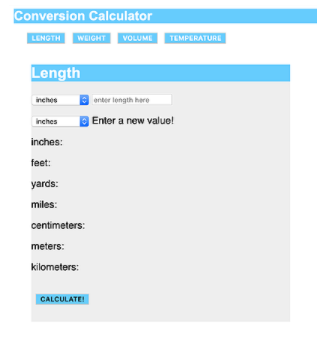 Conversion Calculator
LENGTH WEIGHT VOLUME TEMPERATURE
Length
inches enter length here
inches Enter a new value!
inches:
feet:
yards:
miles:
centimeters:
meters:
kilometers:
CALCULATE!